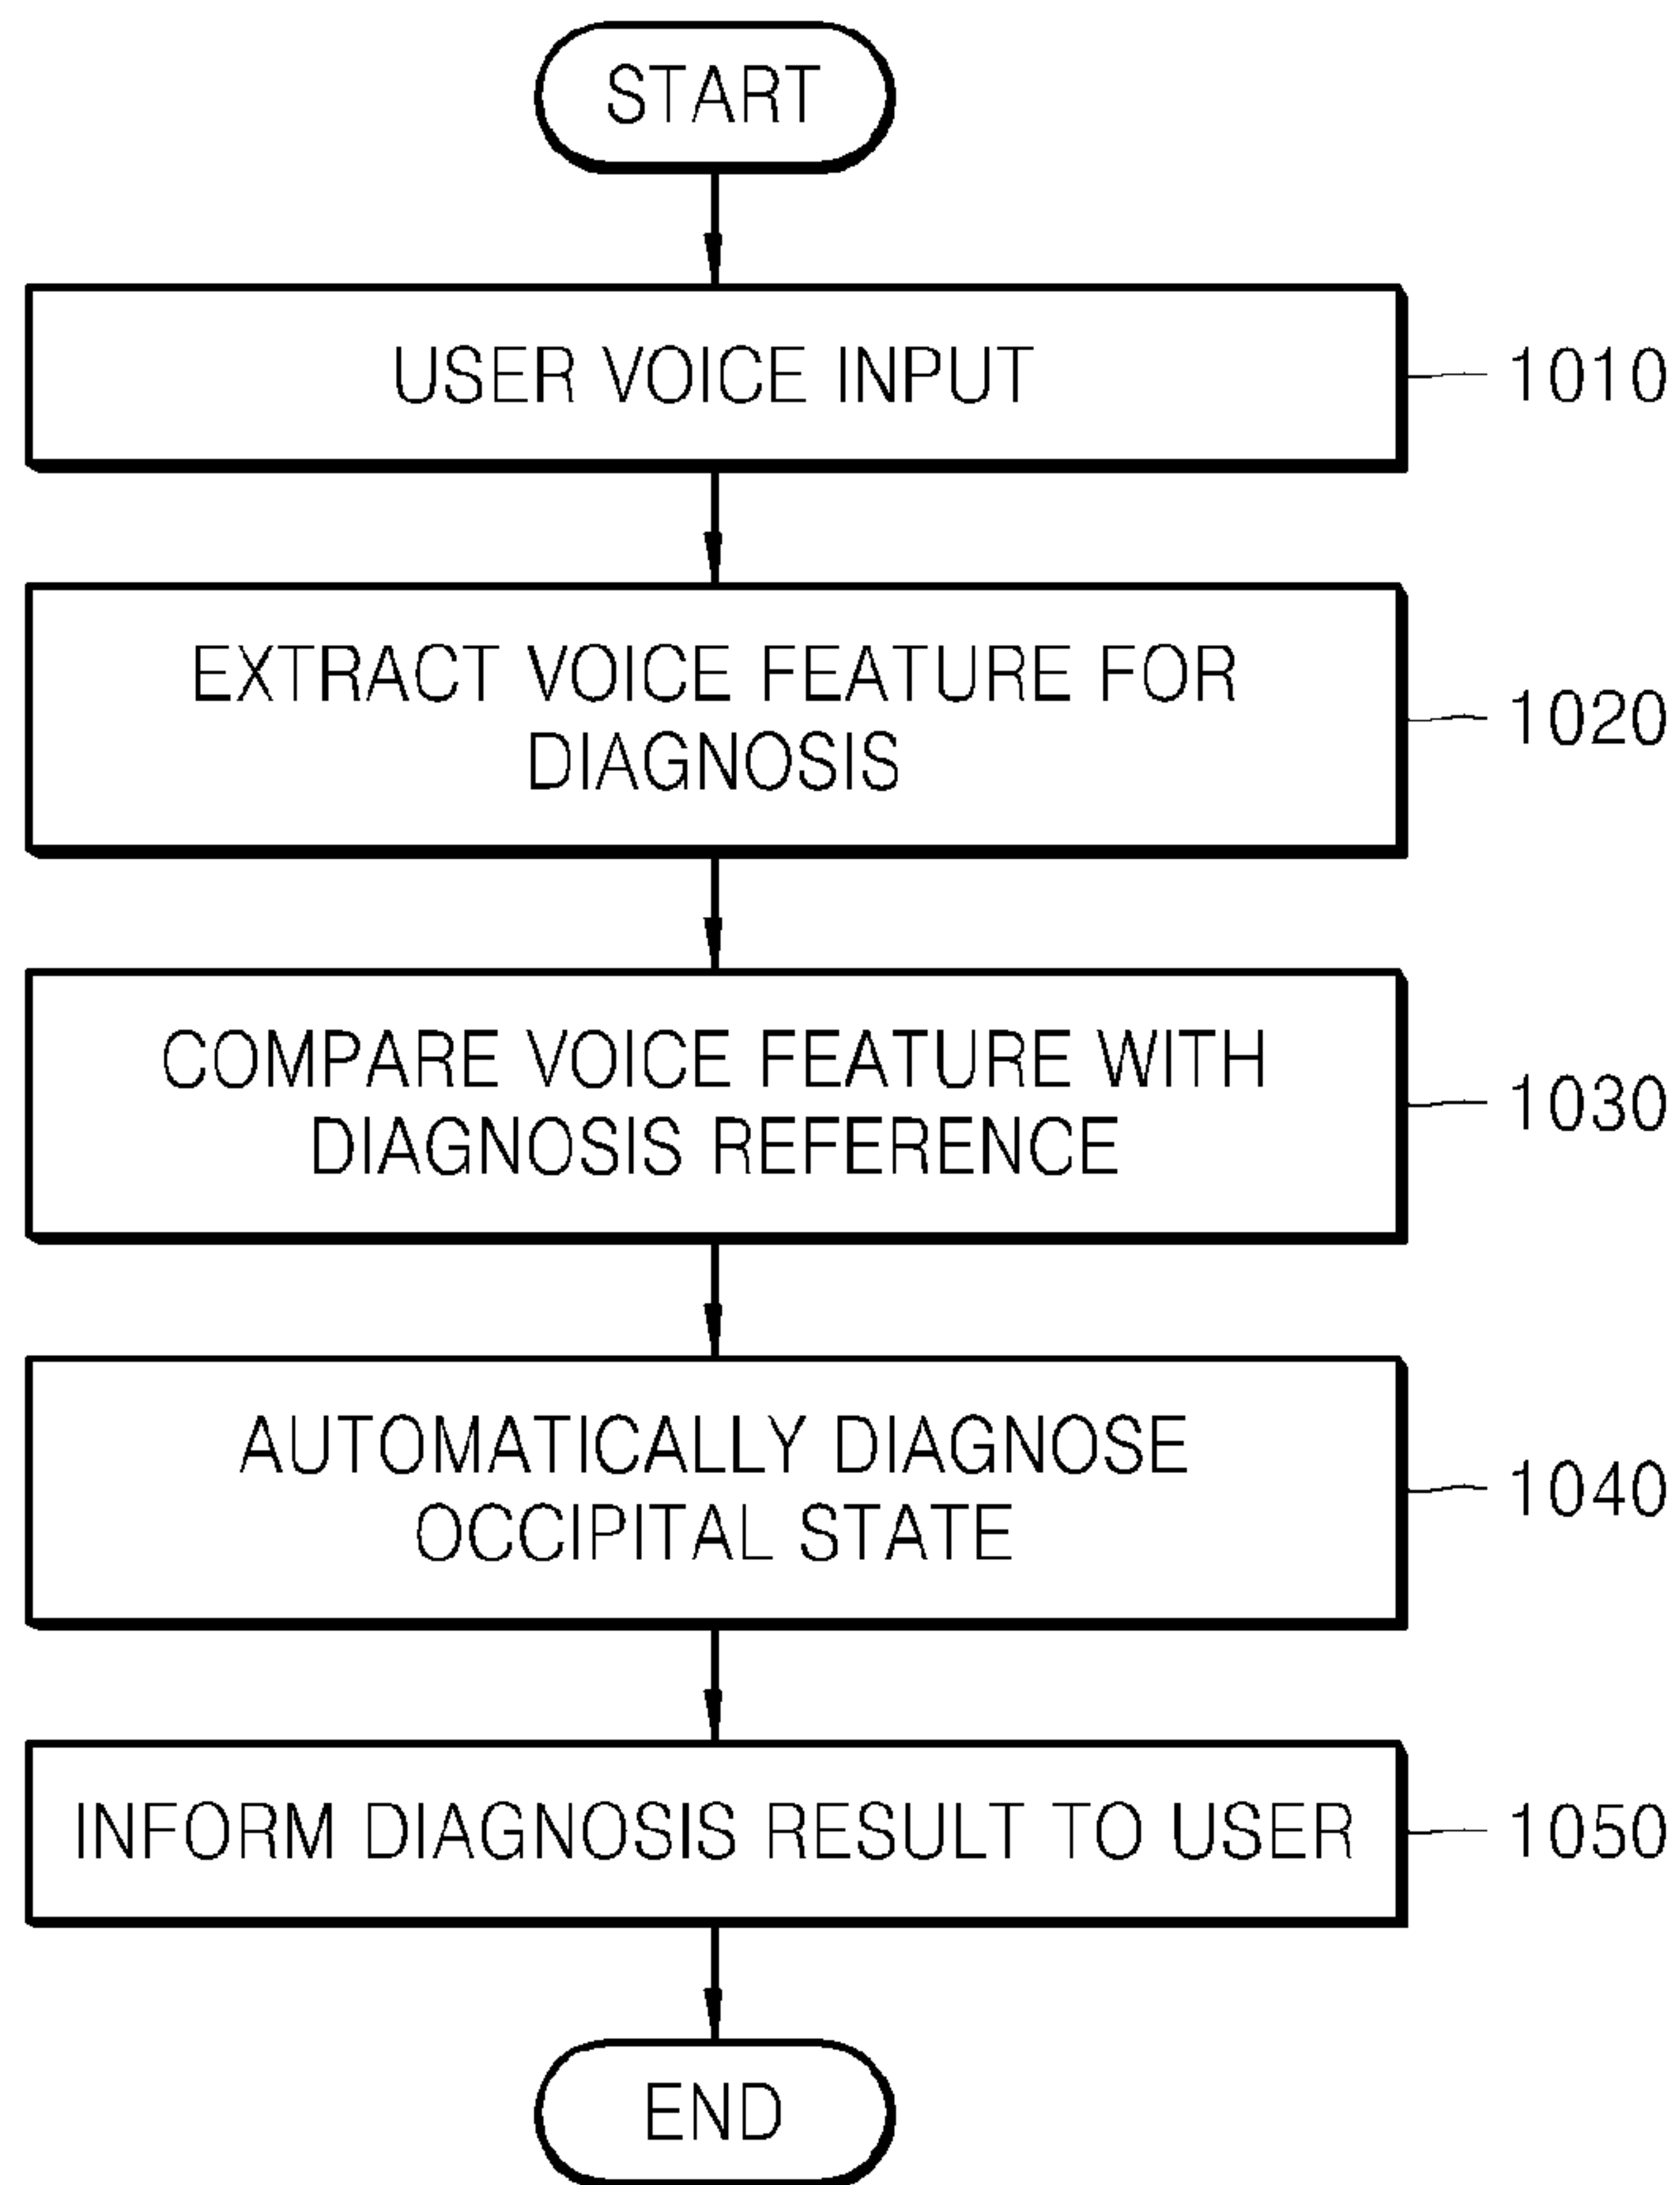 START
USER VOICE INPUT
1010
EXTRACT VOICE FEATURE FOR
DIAGNOSIS
1020
COMPARE VOICE FEATURE WITH
DIAGNOSIS REFERENCE
1030
AUTOMATICALLY DIAGNOSE
OCCIPITAL STATE
1040
INFORM DIAGNOSIS RESULT TO USER
1050
END